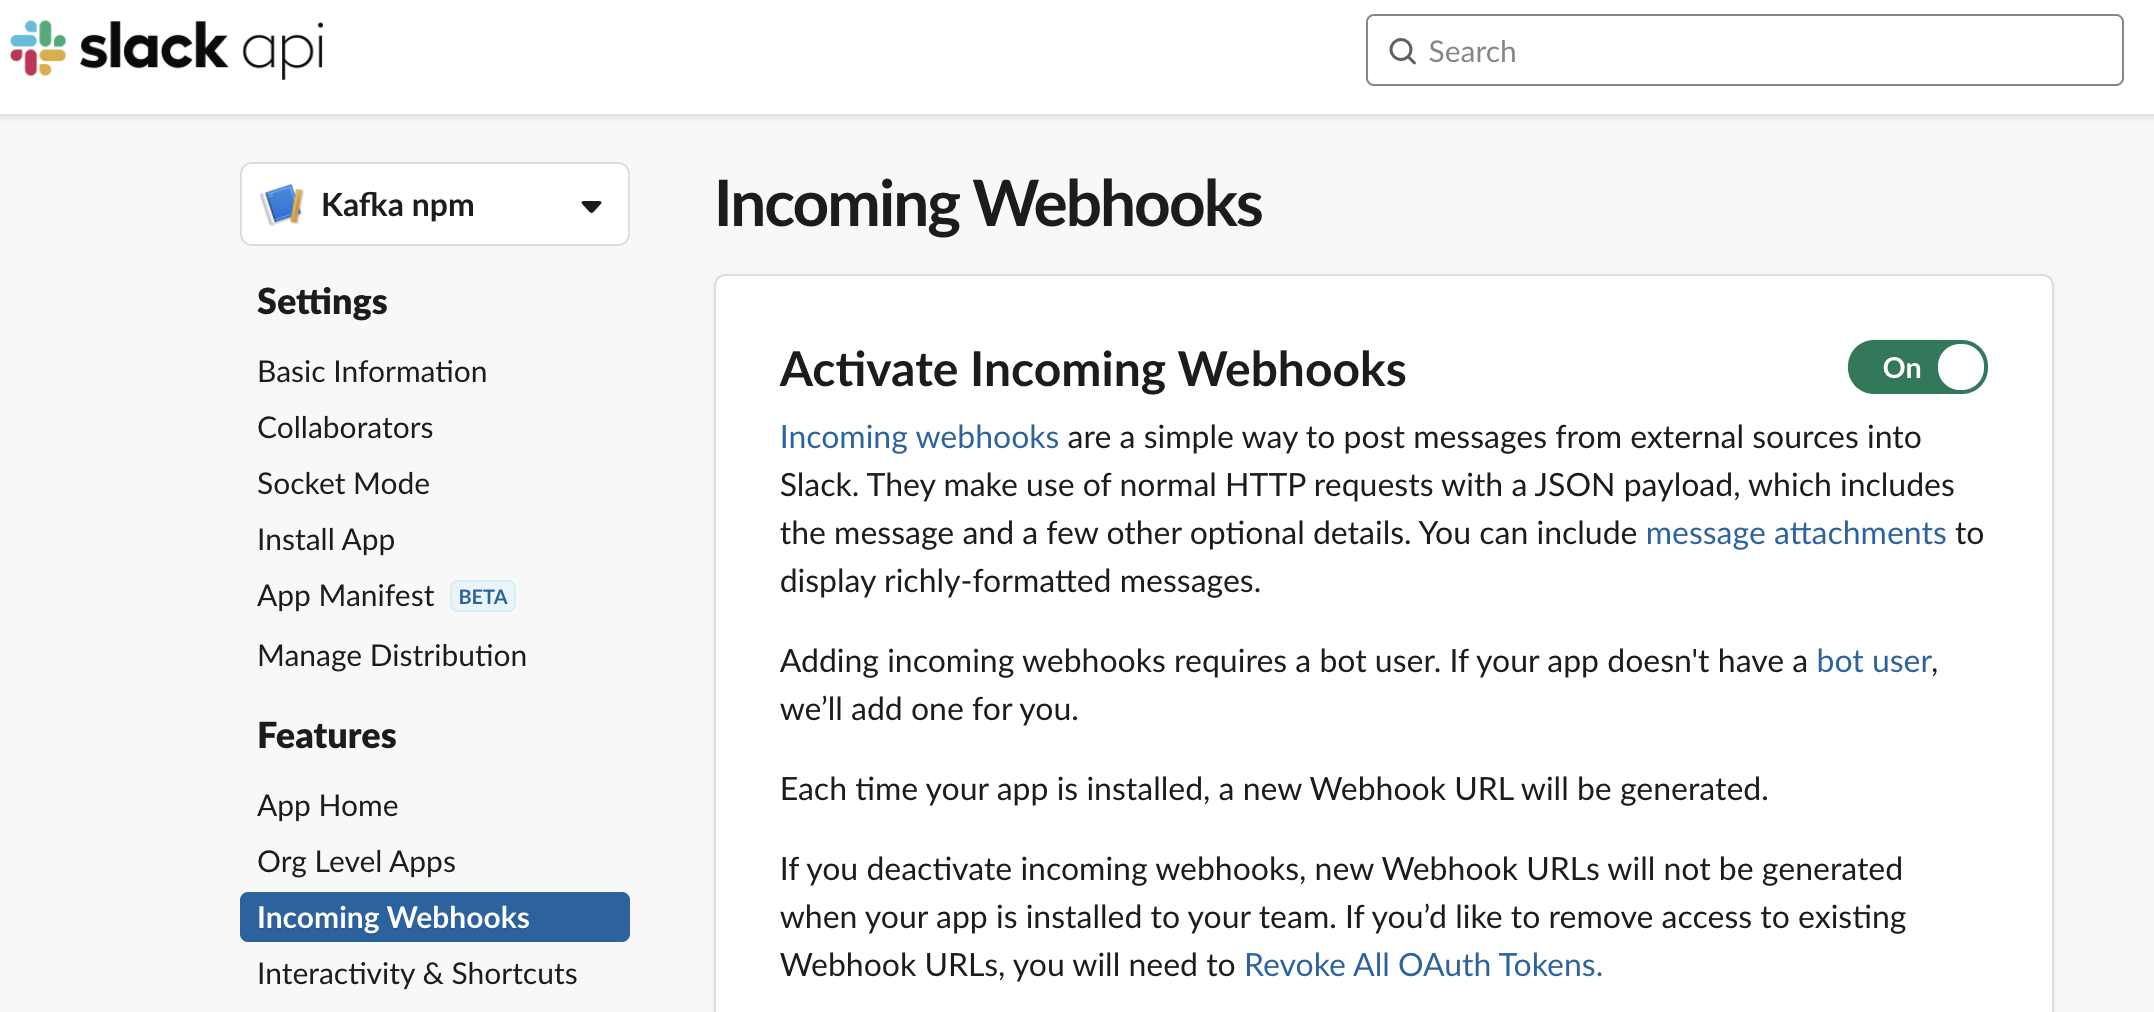 slack api
Search
Kafka npm
Settings
Basic Information
Collaborators
Socket Mode
Install App
App Manifest BETA
Manage Distribution
Features
App Home
Org Level Apps
Incoming Webhooks
Interactivity & Shortcuts
Incoming Webhooks
Activate Incoming Webhooks
On
Incoming webhooks are a simple way to post messages from external sources into
Slack. They make use of normal HTTP requests with a JSON payload, which includes
the message and a few other optional details. You can include message attachments to
display richly-formatted messages.
Adding incoming webhooks requires a bot user. If your app doesn't have a bot user,
we’ll add one for you.
Each time your app is installed, a new Webhook URL will be generated.
If you deactivate incoming webhooks, new Webhook URLs will not be generated
when your app is installed to your team. If you’d like to remove access to existing
Webhook URLs, you will need to Revoke All OAuth Tokens.